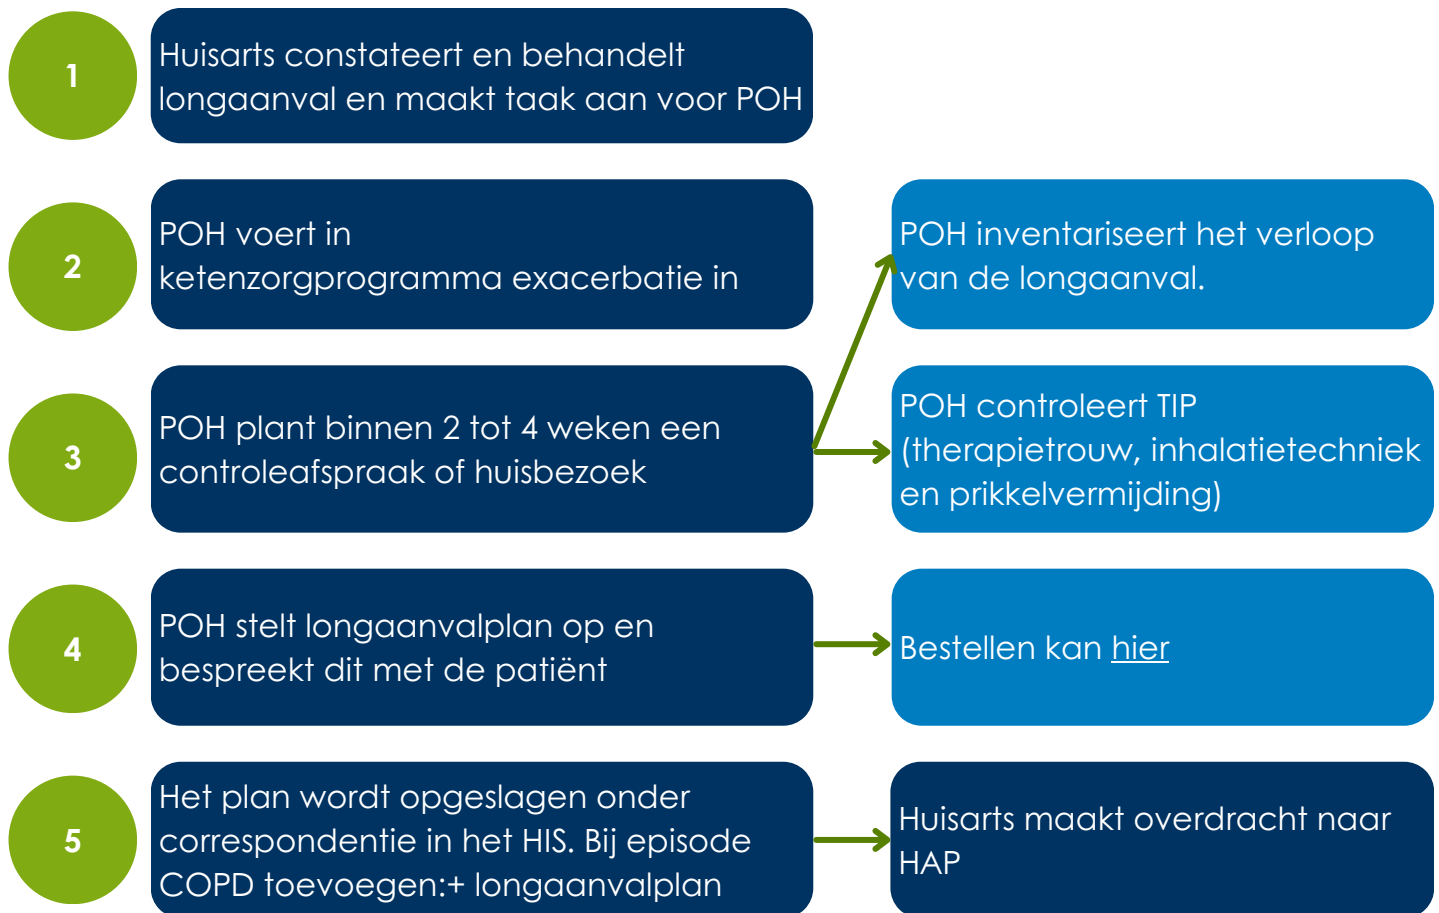 1
Huisarts constateert en behandelt
longaanval en maakt taak aan voor POH
2
POH voert in
ketenzorgprogramma exacerbatie in
POH inventariseert het verloop
van de longaanval.
3
POH plant binnen 2 tot 4 weken een
controleafspraak of huisbezoek
POH controleert TIP
(therapietrouw, inhalatietechniek
en prikkelvermijding)
4
POH stelt longaanvalplan op en
bespreekt dit met de patiënt
Bestellen kan hier
5
Het plan wordt opgeslagen onder
correspondentie in het HIS. Bij episode
COPD toevoegen:+ longaanvalplan
Huisarts maakt overdracht naar
HAP